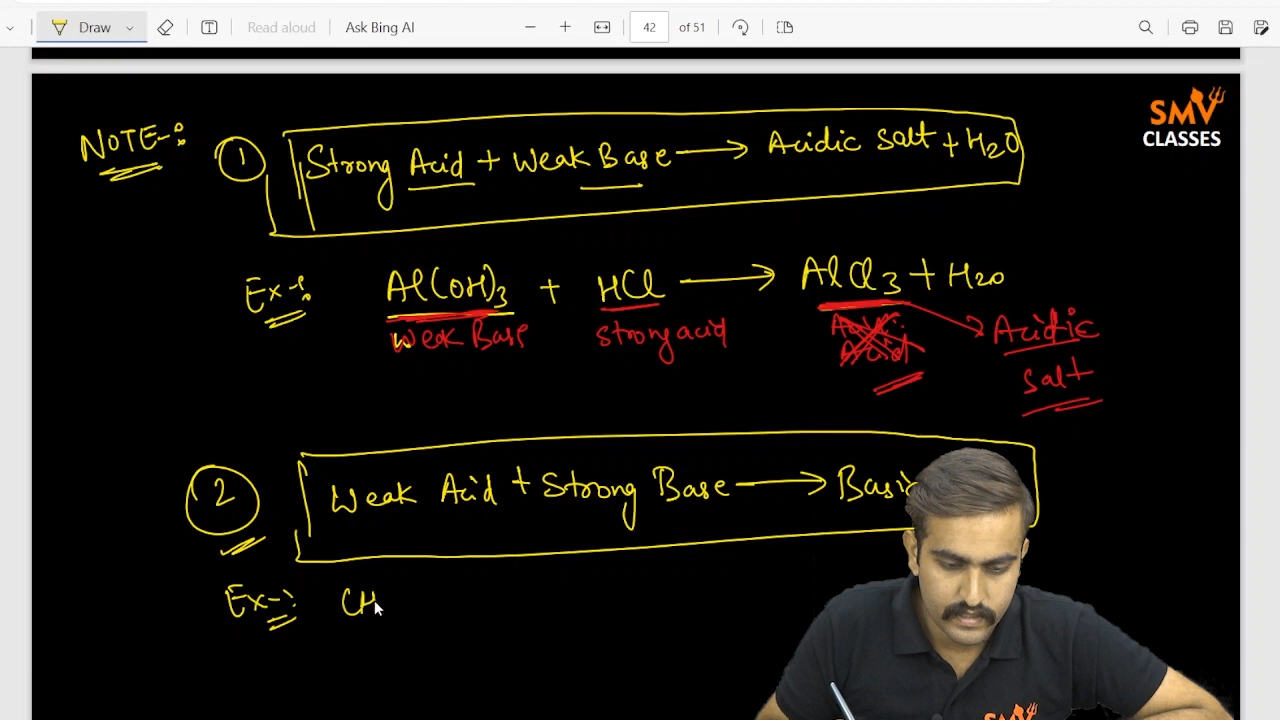 Draw
Read aloud
Ask Bing AI
42 of 51
SMV
CLASSES
NOTE-:
1 Strong Acid + Weak Base → Acidic Salt + H2O
Ex-: Al(OH)3 + HCl → AlCl3 + H2O
Weak Base strong acid Acidic
Salt
2 Weak Acid + Strong Base →
Ex-: CH
SMV